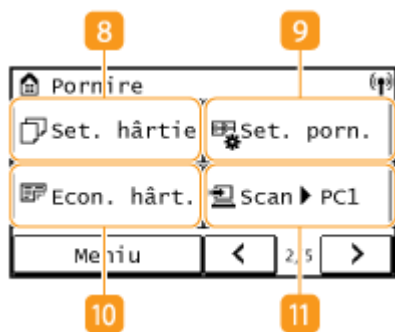 8 9
Pornire
Set. hârtie Set. porn.
Econ. hârt. Scan PC1
Meniu < 2/5 >
10 11